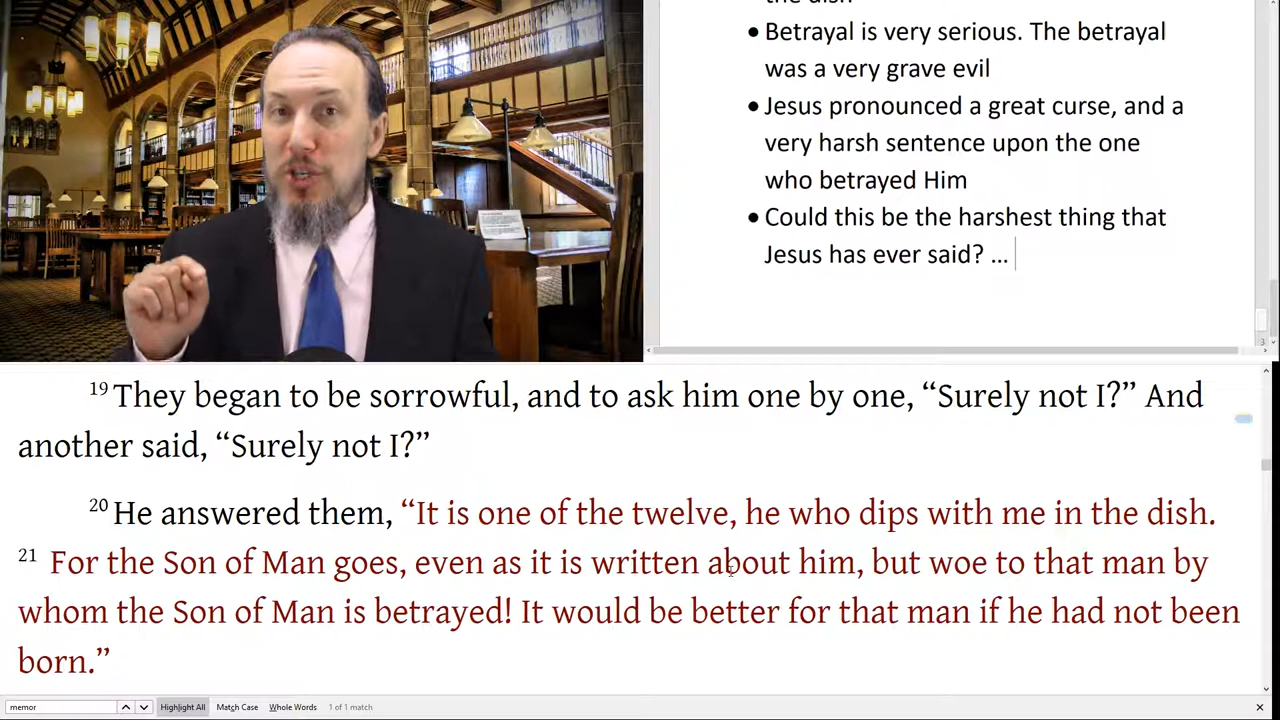 the dish
• Betrayal is very serious. The betrayal
was a very grave evil
• Jesus pronounced a great curse, and a
very harsh sentence upon the one
who betrayed Him
• Could this be the harshest thing that
Jesus has ever said? ...
3
19 They began to be sorrowful, and to ask him one by one, “Surely not I?” And
another said, “Surely not I?”
20 He answered them, “It is one of the twelve, he who dips with me in the dish.
21 For the Son of Man goes, even as it is written about him, but woe to that man by
whom the Son of Man is betrayed! It would be better for that man if he had not been
born.”
memor Highlight All Match Case Whole Words 1 of 1 match